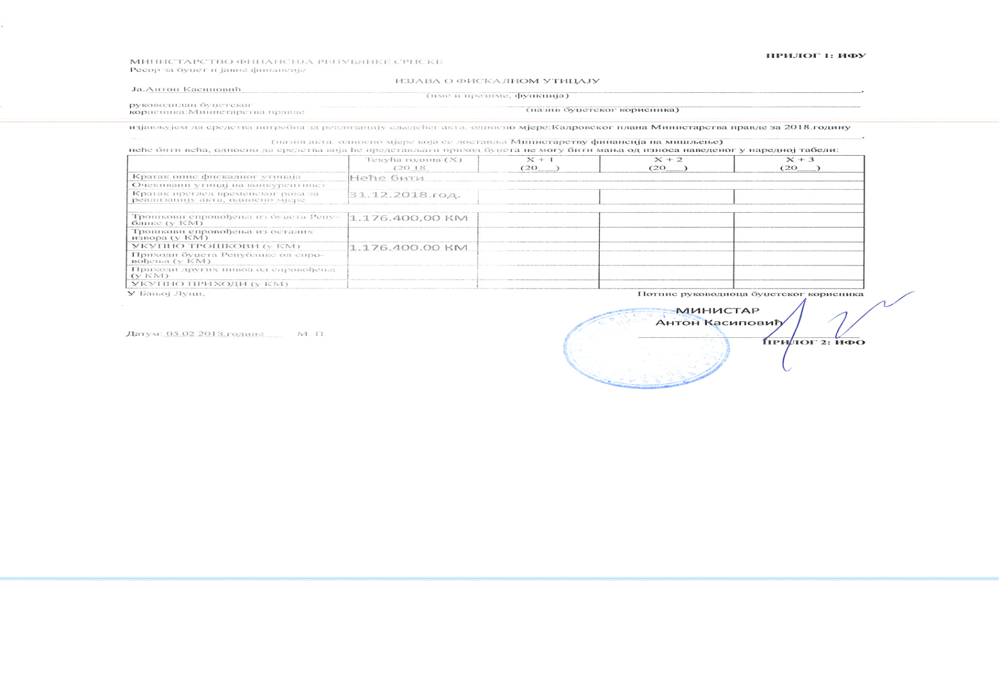 ПРИЛОГ 1: ИФУ
МИНИСТАРСТВО ФИНАНСИЈА РЕПУБЛИКЕ СРПСКЕ
Ресор за буџет и јавне финансије
ИЗЈАВА О ФИСКАЛНОМ УТИЦАЈУ
Ја,Антон Касиповић
(име и презиме, функција)
руководилац буџетског
корисника:Министарства правде
(назив буџетског корисника)
изјављујем да средства потребна за реализацију сљедећег акта, односно мјере:Кадровског плана Министарства правде за 2018.годину
(назив акта, односно мјере која се доставља Министарству финансија на мишљење)
неће бити већа, односно да средства која ће представљати приход буџета не могу бити мања од износа наведеног у наредној табели:
Текућа година (X) X + 1 X + 2 X + 3
(20 18 (20___) (20___) (20___)
Кратак опис фискалног утицаја Неће бити
Очекивани утицај на конкурентност
Кратак преглед временског рока за
реализацију акта, односно мјере 31.12.2018.год.
Трошкови спровођења из буџета Репу-
блике (у КМ) 1.176.400,00 КМ
Трошкови спровођења из осталих
извора (у КМ)
УКУПНО ТРОШКОВИ (у КМ) 1.176.400.00 КМ
Приходи буџета Републике од спро-
вођења (у КМ)
Приходи других нивоа од спровођења
(у КМ)
УКУПНО ПРИХОДИ (у КМ)
У Бањој Луци,
Потпис руководиоца буџетског корисника
МИНИСТАР
Антон Касиповић
Датум: 05.02 2018.године М. П.
ПРИЛОГ 2: ИФО